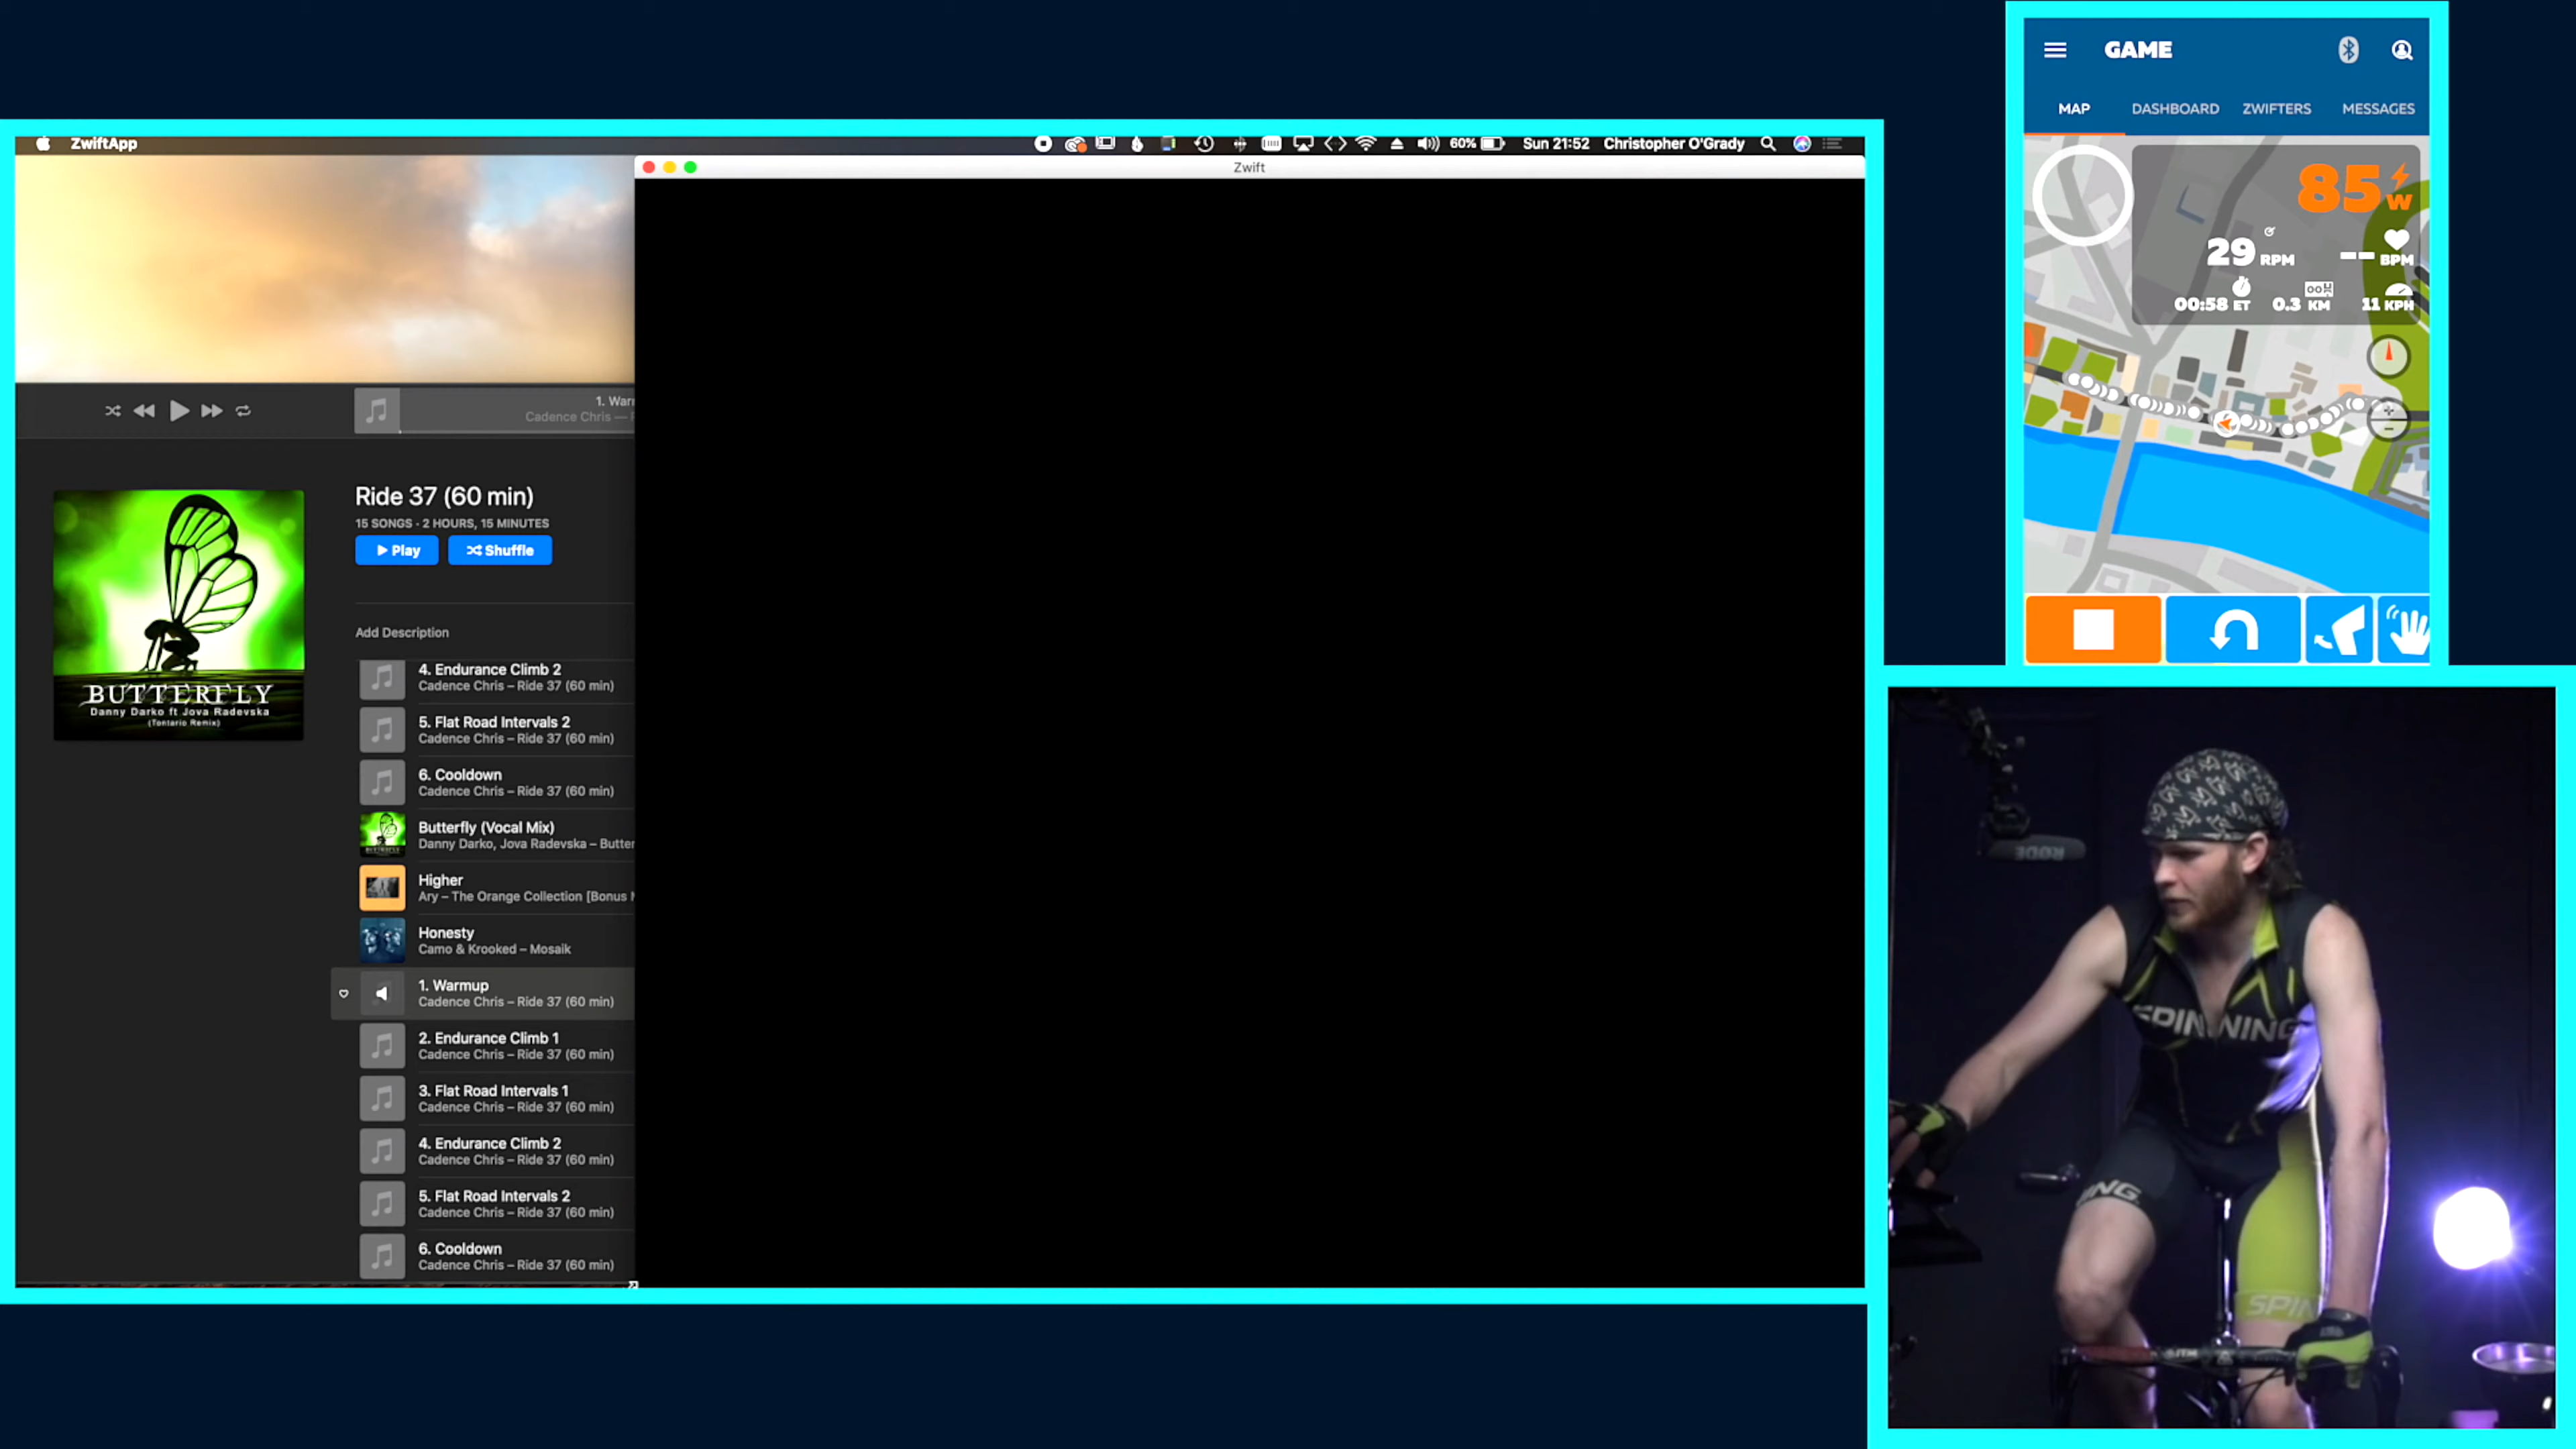 ZwiftApp
60%
Sun 21:52
Christopher O'Grady
Zwift
1. Warm
Cadence Chris —
Ride 37 (60 min)
15 SONGS · 2 HOURS, 15 MINUTES
Play
Shuffle
Add Description
BUTTERFLY
Danny Darko ft Jova Radevska
(Tontario Remix)
4. Endurance Climb 2
Cadence Chris – Ride 37 (60 min)
5. Flat Road Intervals 2
Cadence Chris – Ride 37 (60 min)
6. Cooldown
Cadence Chris – Ride 37 (60 min)
Butterfly (Vocal Mix)
Danny Darko, Jova Radevska – Butter
Higher
Ary – The Orange Collection [Bonus
Honesty
Camo & Krooked – Mosaik
1. Warmup
Cadence Chris – Ride 37 (60 min)
2. Endurance Climb 1
Cadence Chris – Ride 37 (60 min)
3. Flat Road Intervals 1
Cadence Chris – Ride 37 (60 min)
4. Endurance Climb 2
Cadence Chris – Ride 37 (60 min)
5. Flat Road Intervals 2
Cadence Chris – Ride 37 (60 min)
6. Cooldown
Cadence Chris – Ride 37 (60 min)
GAME
MAP
DASHBOARD
ZWIFTERS
MESSAGES
85 W
29 RPM
-- BPM
00:58 ET
0.3 KM
11 KPH
RØDE
SPINNING
NING
SPIN
ITM